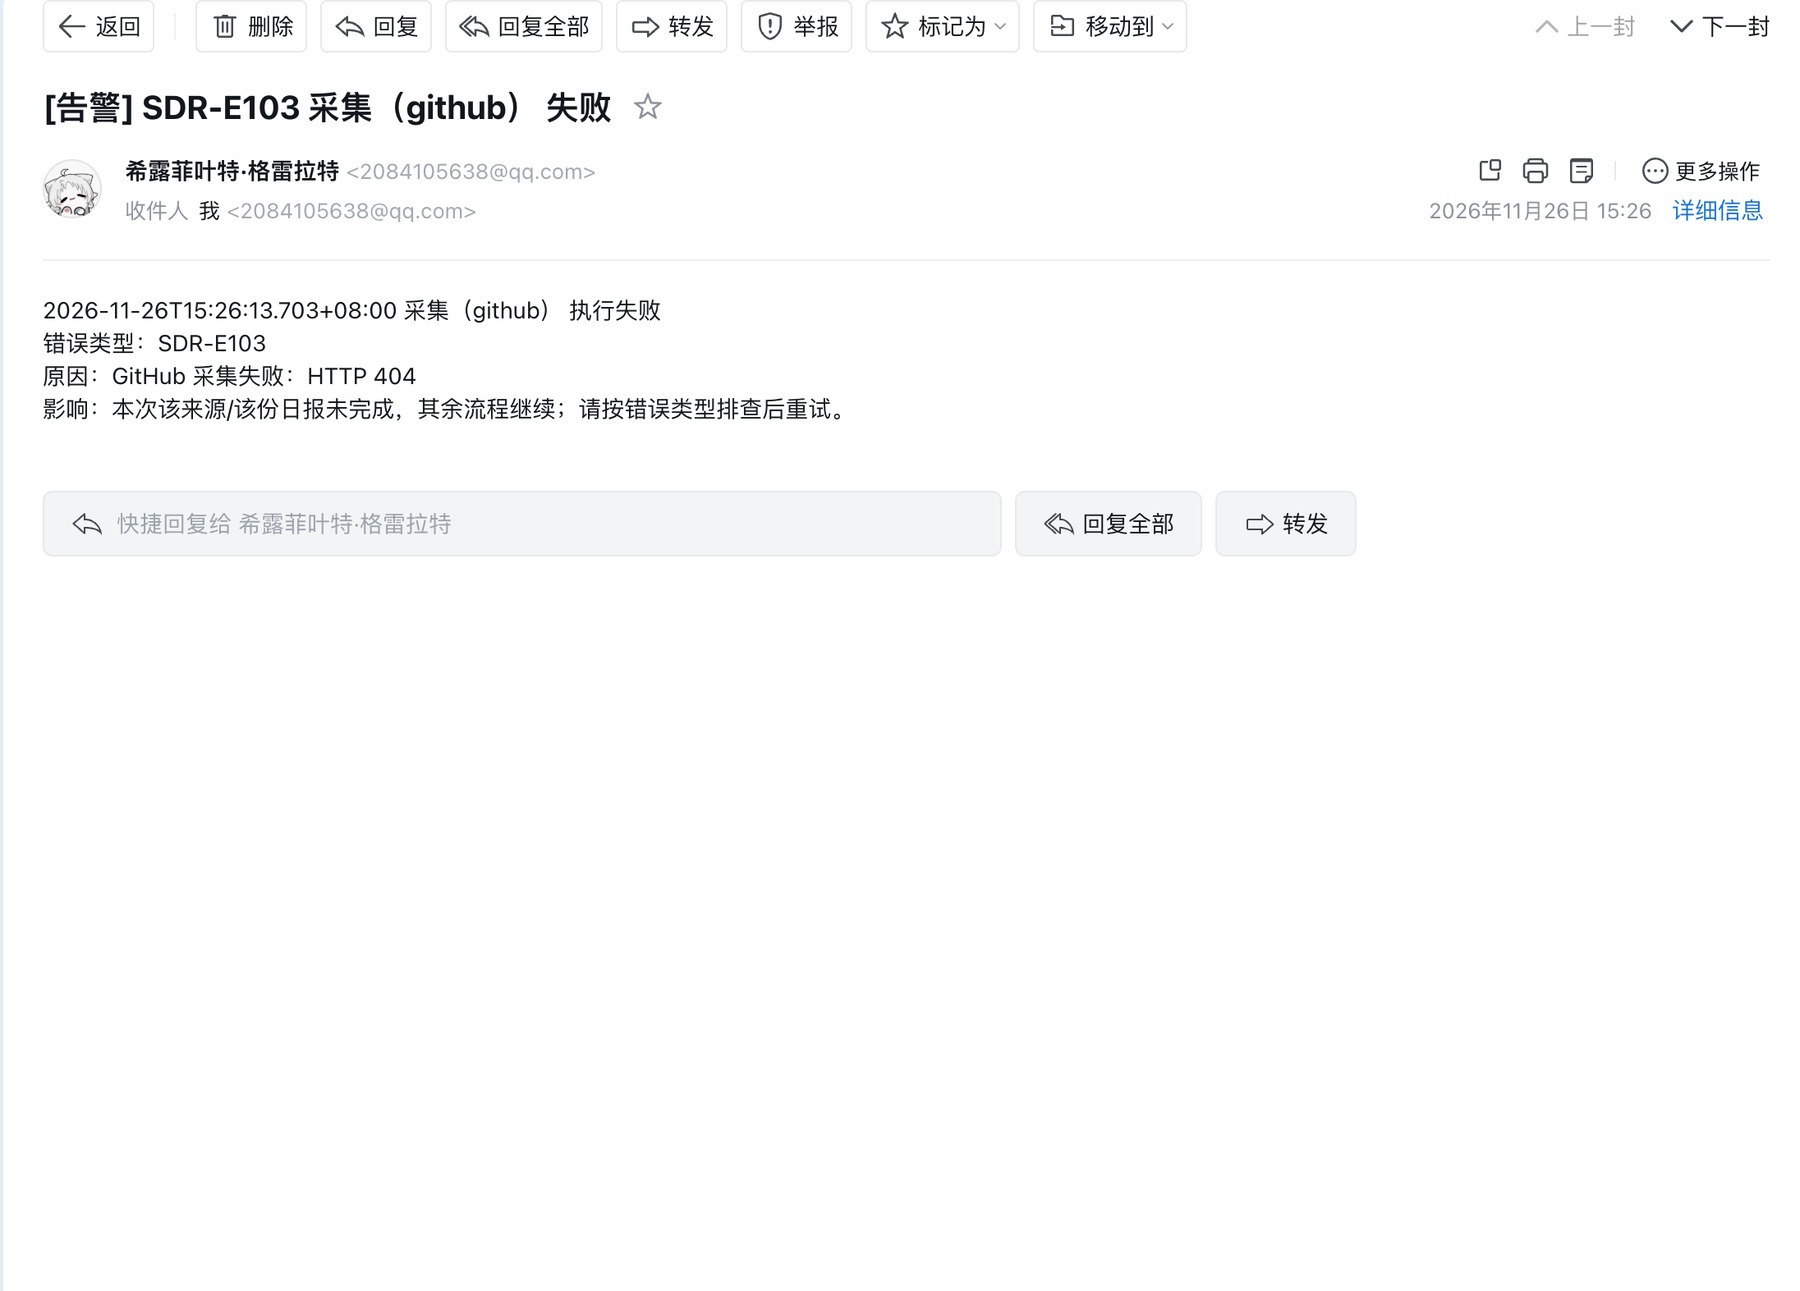 返回 删除 回复 回复全部 转发 举报 标记为 移动到 上一封 下一封
[告警] SDR-E103 采集（github） 失败
希露菲叶特·格雷拉特 <2084105638@qq.com> 更多操作
收件人 我 <2084105638@qq.com> 2026年11月26日 15:26 详细信息
2026-11-26T15:26:13.703+08:00 采集（github） 执行失败
错误类型：SDR-E103
原因：GitHub 采集失败：HTTP 404
影响：本次该来源/该份日报未完成，其余流程继续；请按错误类型排查后重试。
快捷回复给 希露菲叶特·格雷拉特 回复全部 转发